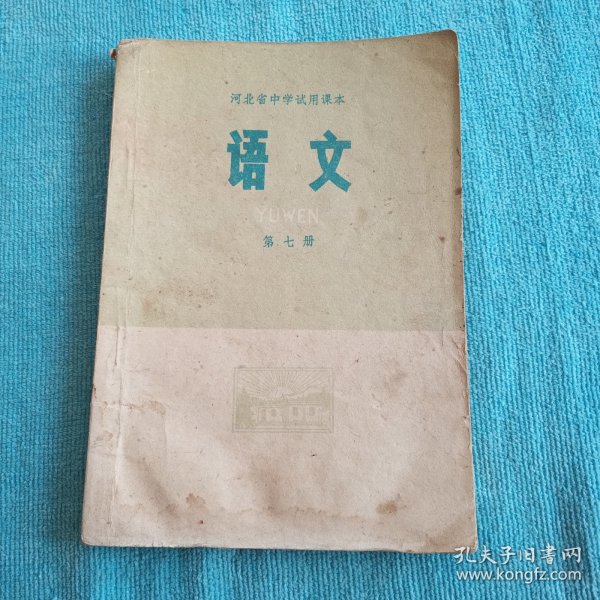 河北省中学试用课本
语文
YUWEN
第七册
孔夫子旧书网
www.kongfz.com